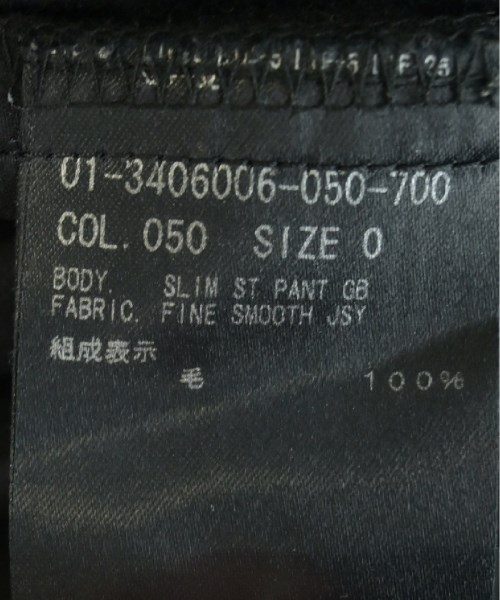 01-3406006-050-700
COL. 050 SIZE 0
BODY. SLIM ST PANT GB
FABRIC. FINE SMOOTH JSY
組成表示
毛 100%